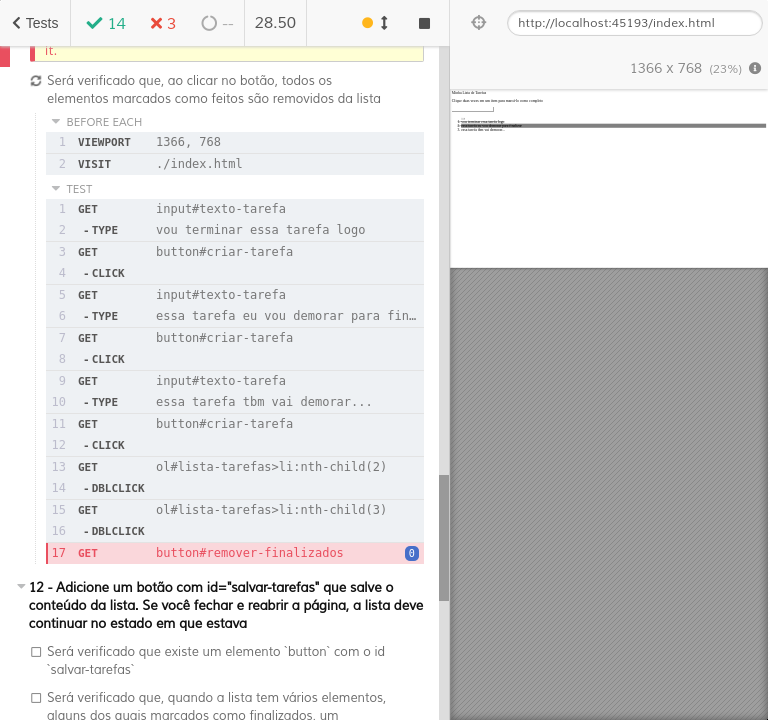 Tests 14 3 -- 28.50
http://localhost:45193/index.html
1366 x 768 (23%)
it.
Será verificado que, ao clicar no botão, todos os
elementos marcados como feitos são removidos da lista
BEFORE EACH
1 VIEWPORT 1366, 768
2 VISIT ./index.html
TEST
1 GET input#texto-tarefa
2 -TYPE vou terminar essa tarefa logo
3 GET button#criar-tarefa
4 -CLICK
5 GET input#texto-tarefa
6 -TYPE essa tarefa eu vou demorar para fin…
7 GET button#criar-tarefa
8 -CLICK
9 GET input#texto-tarefa
10 -TYPE essa tarefa tbm vai demorar...
11 GET button#criar-tarefa
12 -CLICK
13 GET ol#lista-tarefas>li:nth-child(2)
14 -DBLCLICK
15 GET ol#lista-tarefas>li:nth-child(3)
16 -DBLCLICK
17 GET button#remover-finalizados 0
12 - Adicione um botão com id="salvar-tarefas" que salve o
conteúdo da lista. Se você fechar e reabrir a página, a lista deve
continuar no estado em que estava
Será verificado que existe um elemento `button` com o id
`salvar-tarefas`
Será verificado que, quando a lista tem vários elementos,
alguns dos quais marcados como finalizados, um
Minha Lista de Tarefas